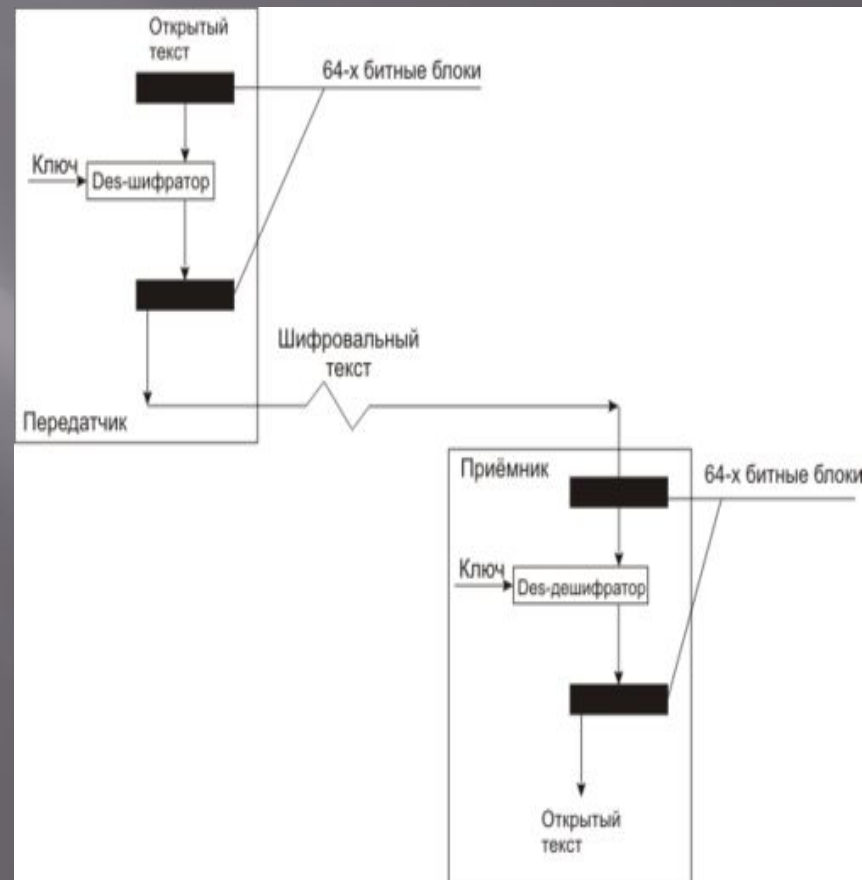 Открытый
текст
64-х битные блоки
Ключ
Des-шифратор
Шифровальный
текст
Передатчик
Приёмник
64-х битные блоки
Ключ
Des-дешифратор
Открытый
текст